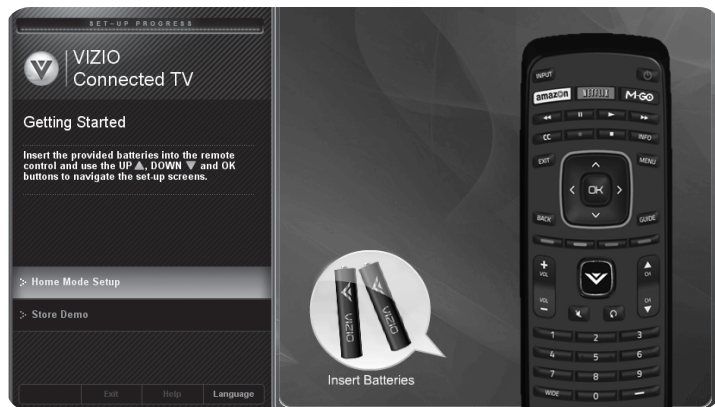 SET-UP PROGRESS
VIZIO
Connected TV
Getting Started
Insert the provided batteries into the remote
control and use the UP ▲, DOWN ▼ and OK
buttons to navigate the set-up screens.
Home Mode Setup
Store Demo
Exit Help Language
VIZIO
VIZIO
Insert Batteries
INPUT
amazon NETFLIX M-GO
CC INFO
EXIT MENU
OK
BACK GUIDE
+ VOL CH
VOL − CH
1 2 3
4 5 6
7 8 9
WIDE 0 —